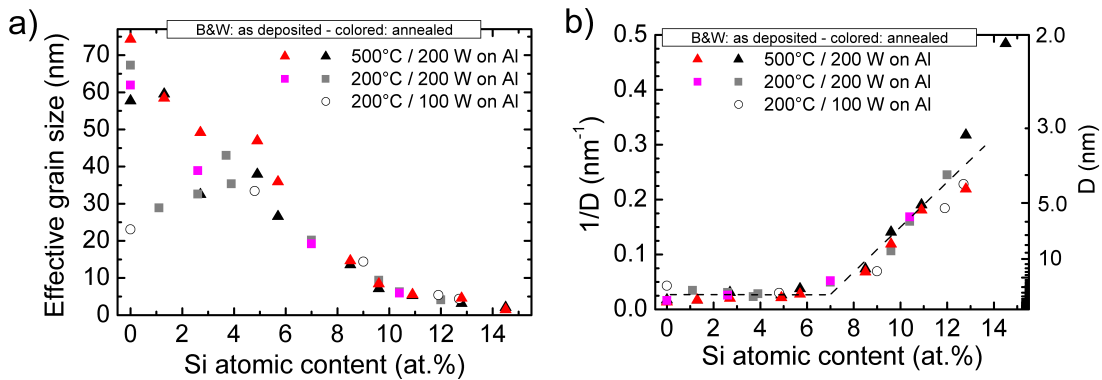 a)
B&W: as deposited - colored: annealed
500°C / 200 W on Al
200°C / 200 W on Al
200°C / 100 W on Al
Effective grain size (nm)
70
60
50
40
30
20
10
0
0 2 4 6 8 10 12 14
Si atomic content (at.%)
b)
B&W: as deposited - colored: annealed
500°C / 200 W on Al
200°C / 200 W on Al
200°C / 100 W on Al
1/D (nm⁻¹)
0.5
0.4
0.3
0.2
0.1
0.0
2.0
3.0
5.0
10
D (nm)
0 2 4 6 8 10 12 14
Si atomic content (at.%)